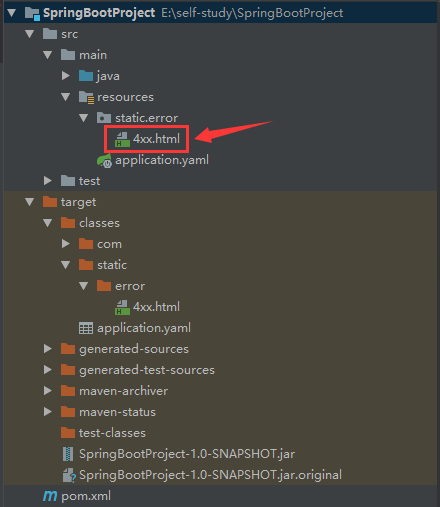 SpringBootProject E:\self-study\SpringBootProject
src
main
java
resources
static.error
4xx.html
application.yaml
test
target
classes
com
static
error
4xx.html
application.yaml
generated-sources
generated-test-sources
maven-archiver
maven-status
test-classes
SpringBootProject-1.0-SNAPSHOT.jar
SpringBootProject-1.0-SNAPSHOT.jar.original
pom.xml